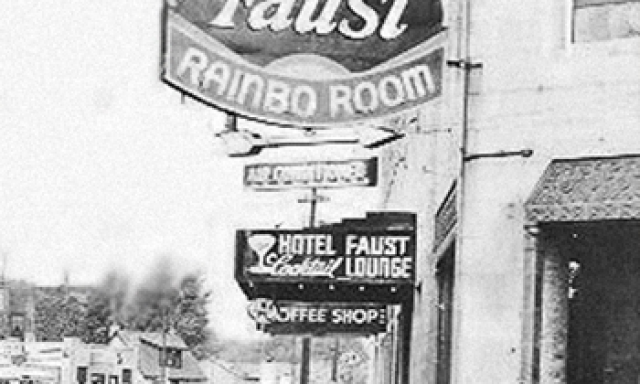 Faust
RAINBO ROOM
AIR CONDITIONED
HOTEL FAUST
Cocktail LOUNGE
COFFEE SHOP